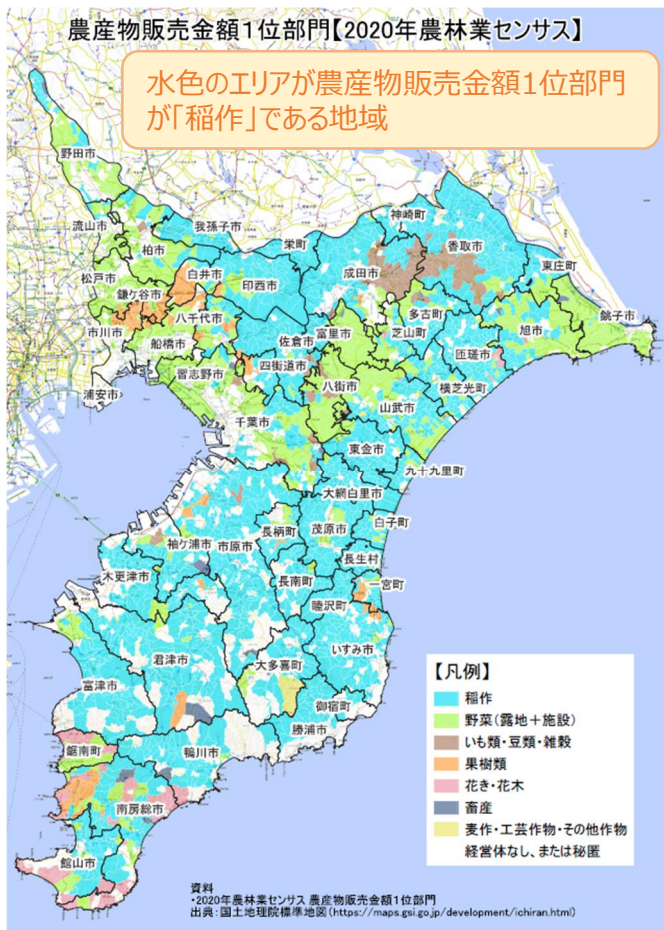 農産物販売金額1位部門【2020年農林業センサス】
水色のエリアが農産物販売金額1位部門
が「稲作」である地域
野田市
流山市
柏市
我孫子市
栄町
神崎町
香取市
東庄町
松戸市
鎌ケ谷市
白井市
印西市
成田市
多古町
旭市
銚子市
市川市
八千代市
船橋市
佐倉市
富里市
芝山町
匝瑳市
浦安市
習志野市
四街道市
八街市
横芝光町
千葉市
山武市
東金市
九十九里町
大網白里市
袖ケ浦市
市原市
長柄町
茂原市
白子町
長生村
木更津市
長南町
一宮町
睦沢町
君津市
大多喜町
いすみ市
富津市
御宿町
勝浦市
鋸南町
鴨川市
南房総市
館山市
【凡例】
稲作
野菜(露地+施設)
いも類・豆類・雑穀
果樹類
花き・花木
畜産
麦作・工芸作物・その他作物
経営体なし、または秘匿
資料
・2020年農林業センサス 農産物販売金額1位部門
出典:国土地理院標準地図(https://maps.gsi.go.jp/development/ichiran.html)